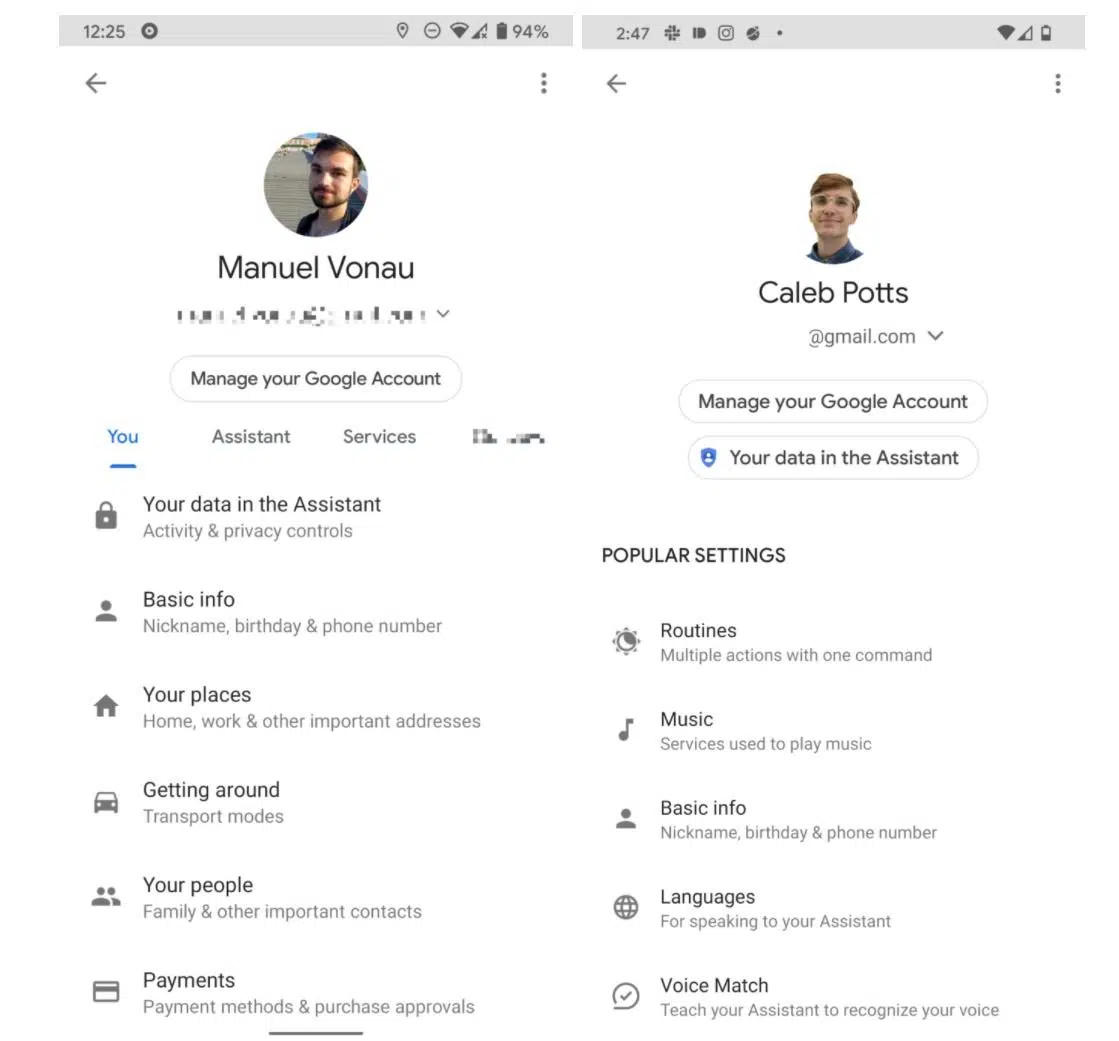 12:25
94%
Manuel Vonau
Manage your Google Account
You
Assistant
Services
Your data in the Assistant
Activity & privacy controls
Basic info
Nickname, birthday & phone number
Your places
Home, work & other important addresses
Getting around
Transport modes
Your people
Family & other important contacts
Payments
Payment methods & purchase approvals
2:47
Caleb Potts
@gmail.com
Manage your Google Account
Your data in the Assistant
POPULAR SETTINGS
Routines
Multiple actions with one command
Music
Services used to play music
Basic info
Nickname, birthday & phone number
Languages
For speaking to your Assistant
Voice Match
Teach your Assistant to recognize your voice